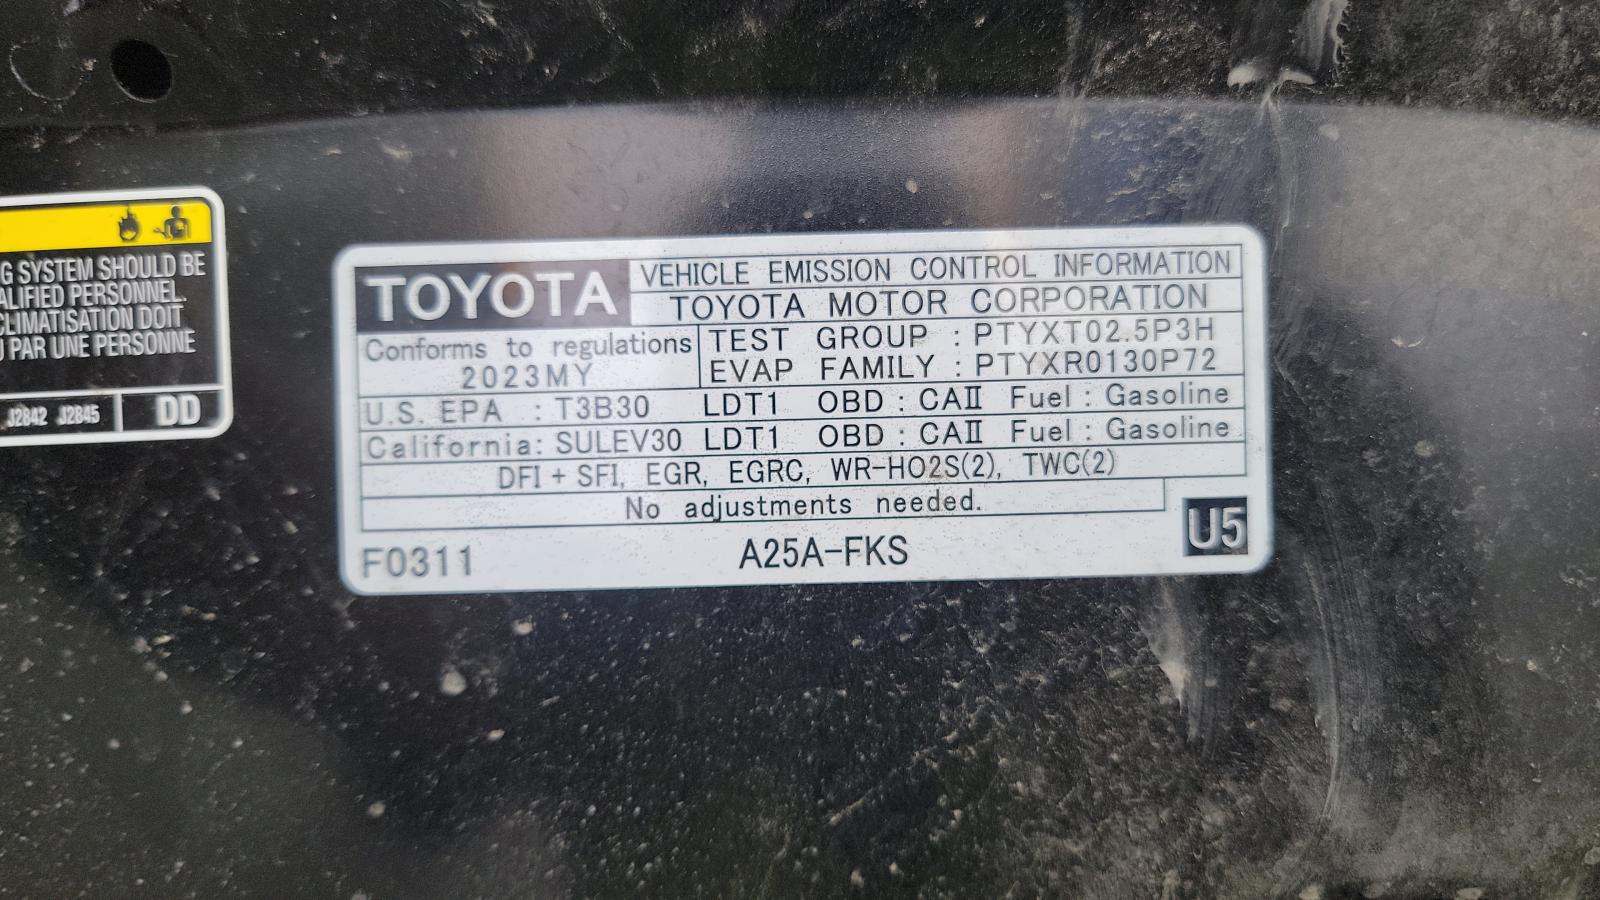 G SYSTEM SHOULD BE
ALIFIED PERSONNEL.
CLIMATISATION DOIT
U PAR UNE PERSONNE
J2842 J2845 DD
TOYOTA
VEHICLE EMISSION CONTROL INFORMATION
TOYOTA MOTOR CORPORATION
Conforms to regulations
2023MY
TEST GROUP : PTYXT02.5P3H
EVAP FAMILY : PTYXR0130P72
U.S. EPA : T3B30 LDT1 OBD : CAII Fuel : Gasoline
California: SULEV30 LDT1 OBD : CAII Fuel : Gasoline
DFI + SFI, EGR, EGRC, WR-HO2S(2), TWC(2)
No adjustments needed.
F0311 A25A-FKS U5